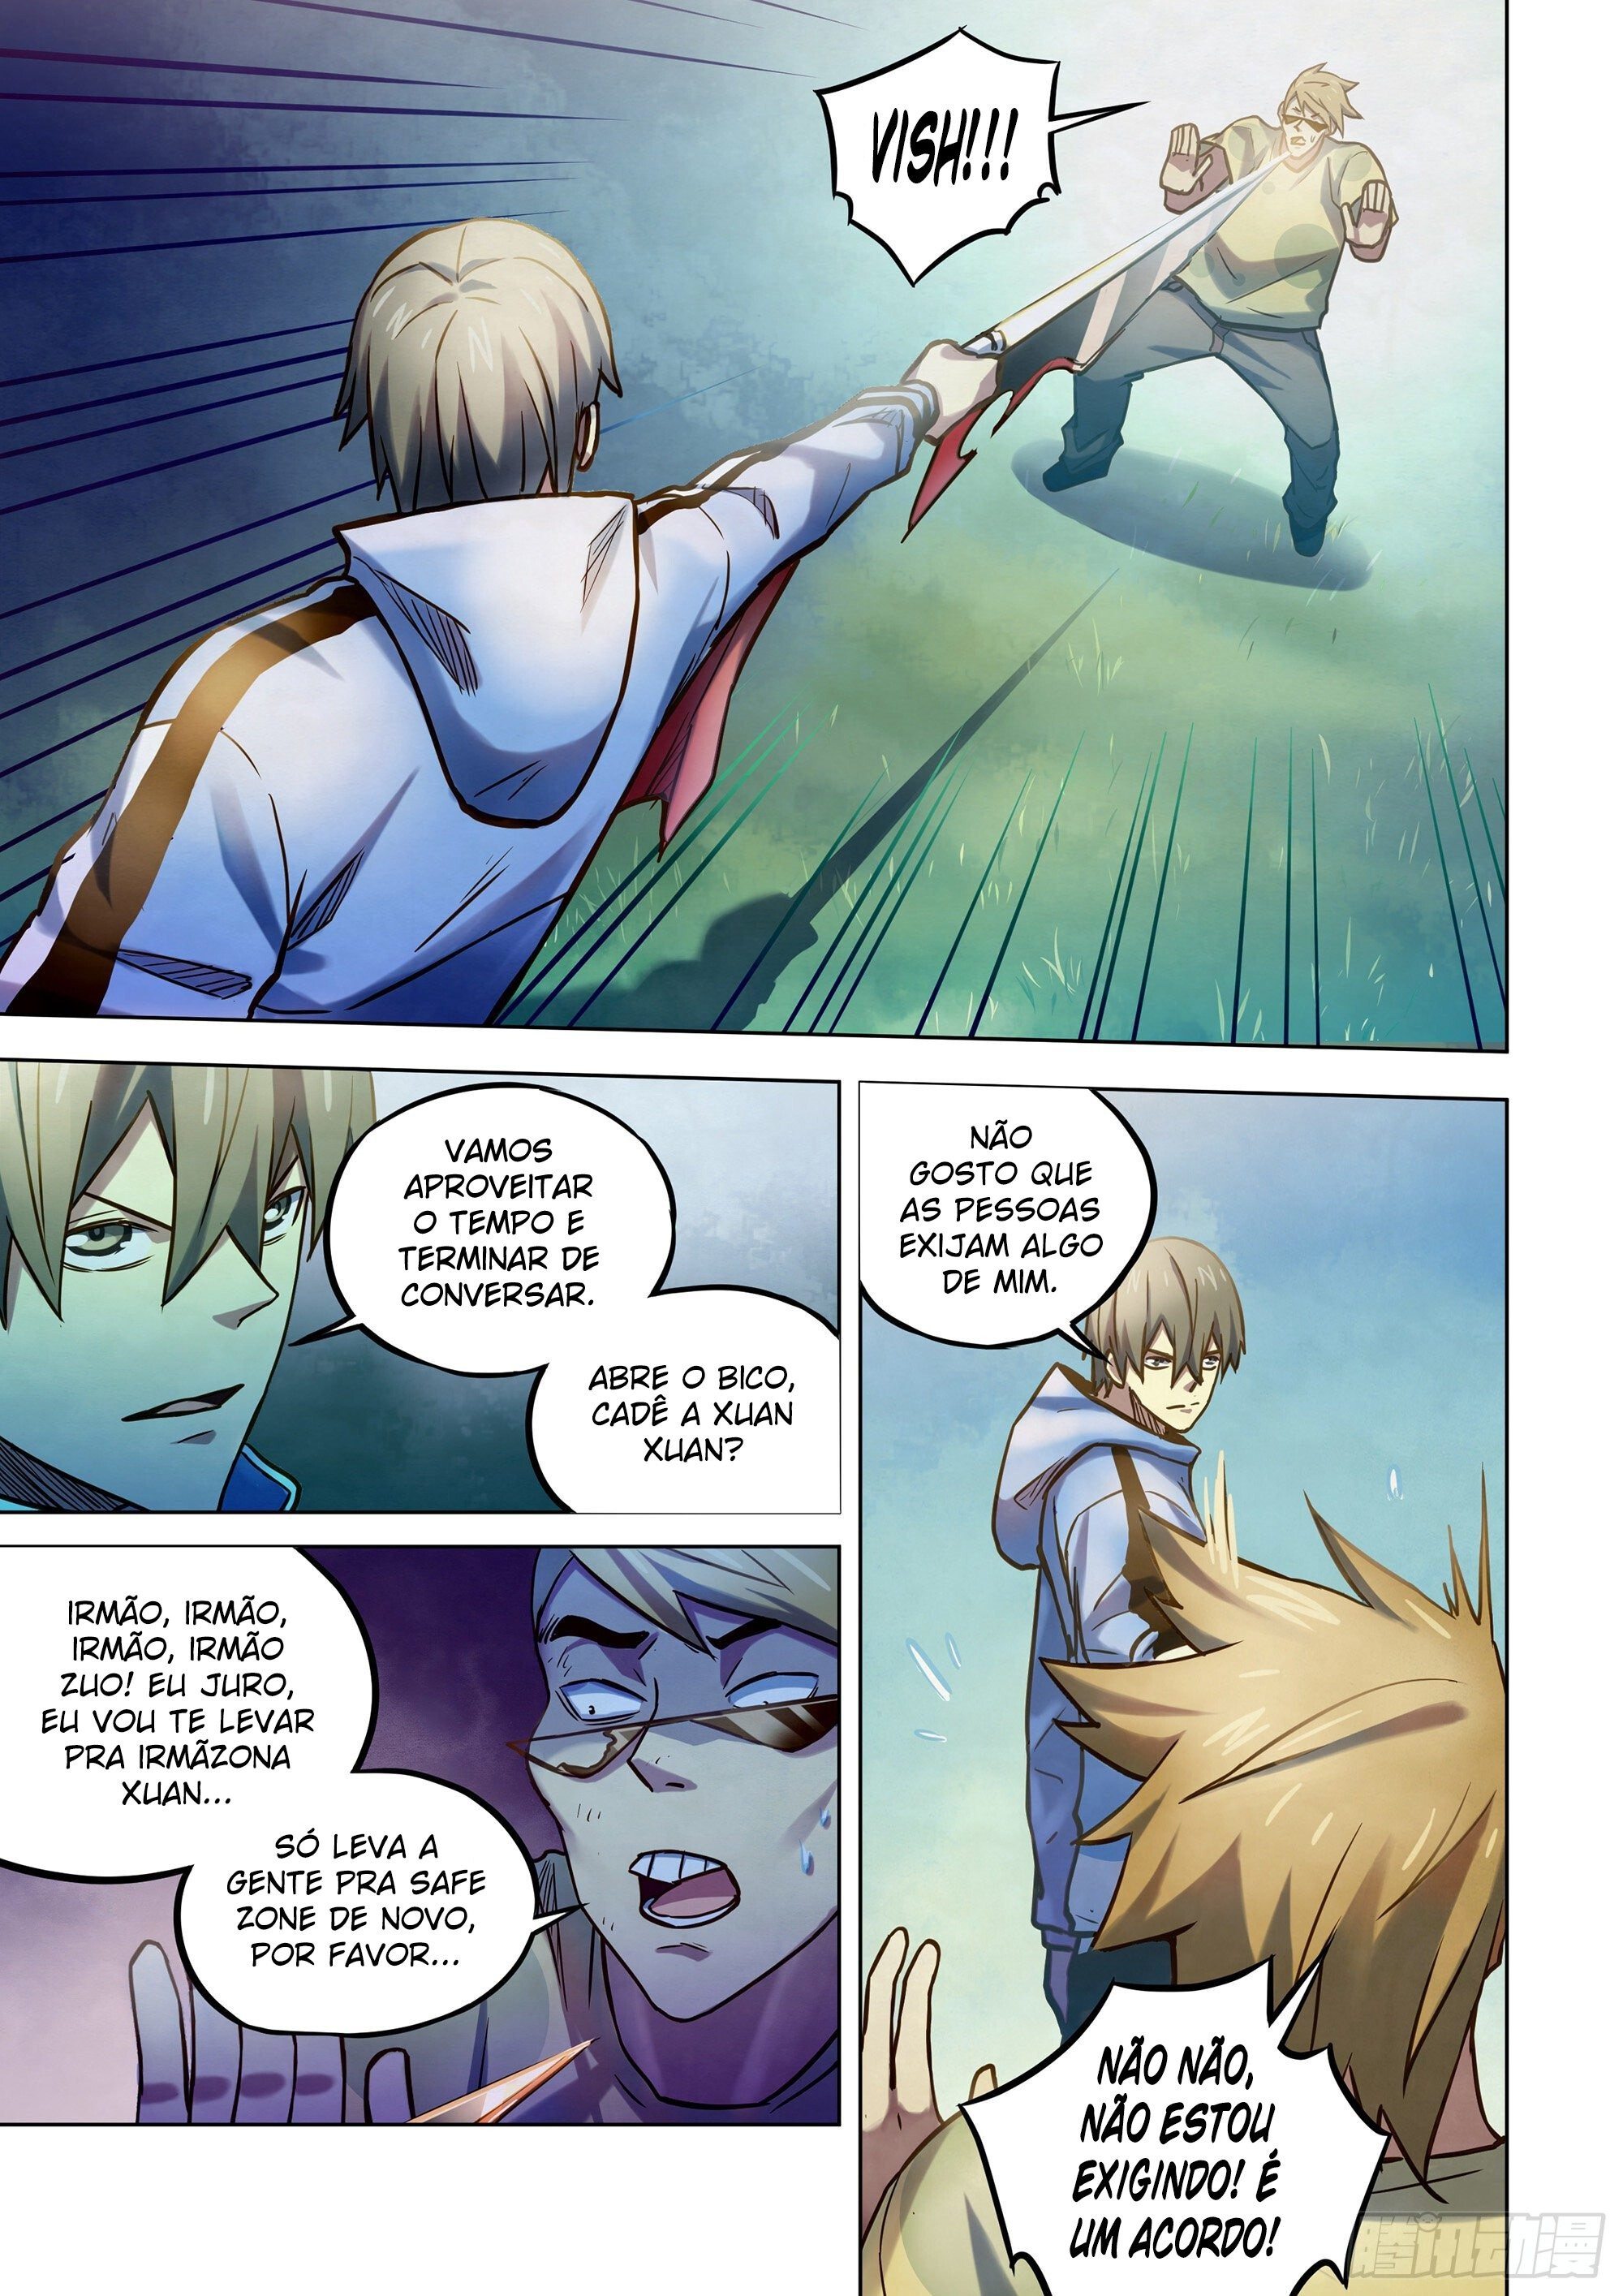 VISH!!!
VAMOS
APROVEITAR
O TEMPO E
TERMINAR DE
CONVERSAR.
ABRE O BICO,
CADÊ A XUAN
XUAN?
IRMÃO, IRMÃO,
IRMÃO, IRMÃO
ZUO! EU JURO,
EU VOU TE LEVAR
PRA IRMÃZONA
XUAN...
SÓ LEVA A
GENTE PRA SAFE
ZONE DE NOVO,
POR FAVOR...
NÃO
GOSTO QUE
AS PESSOAS
EXIJAM ALGO
DE MIM.
NÃO NÃO,
NÃO ESTOU
EXIGINDO! É
UM ACORDO!
腾讯动漫